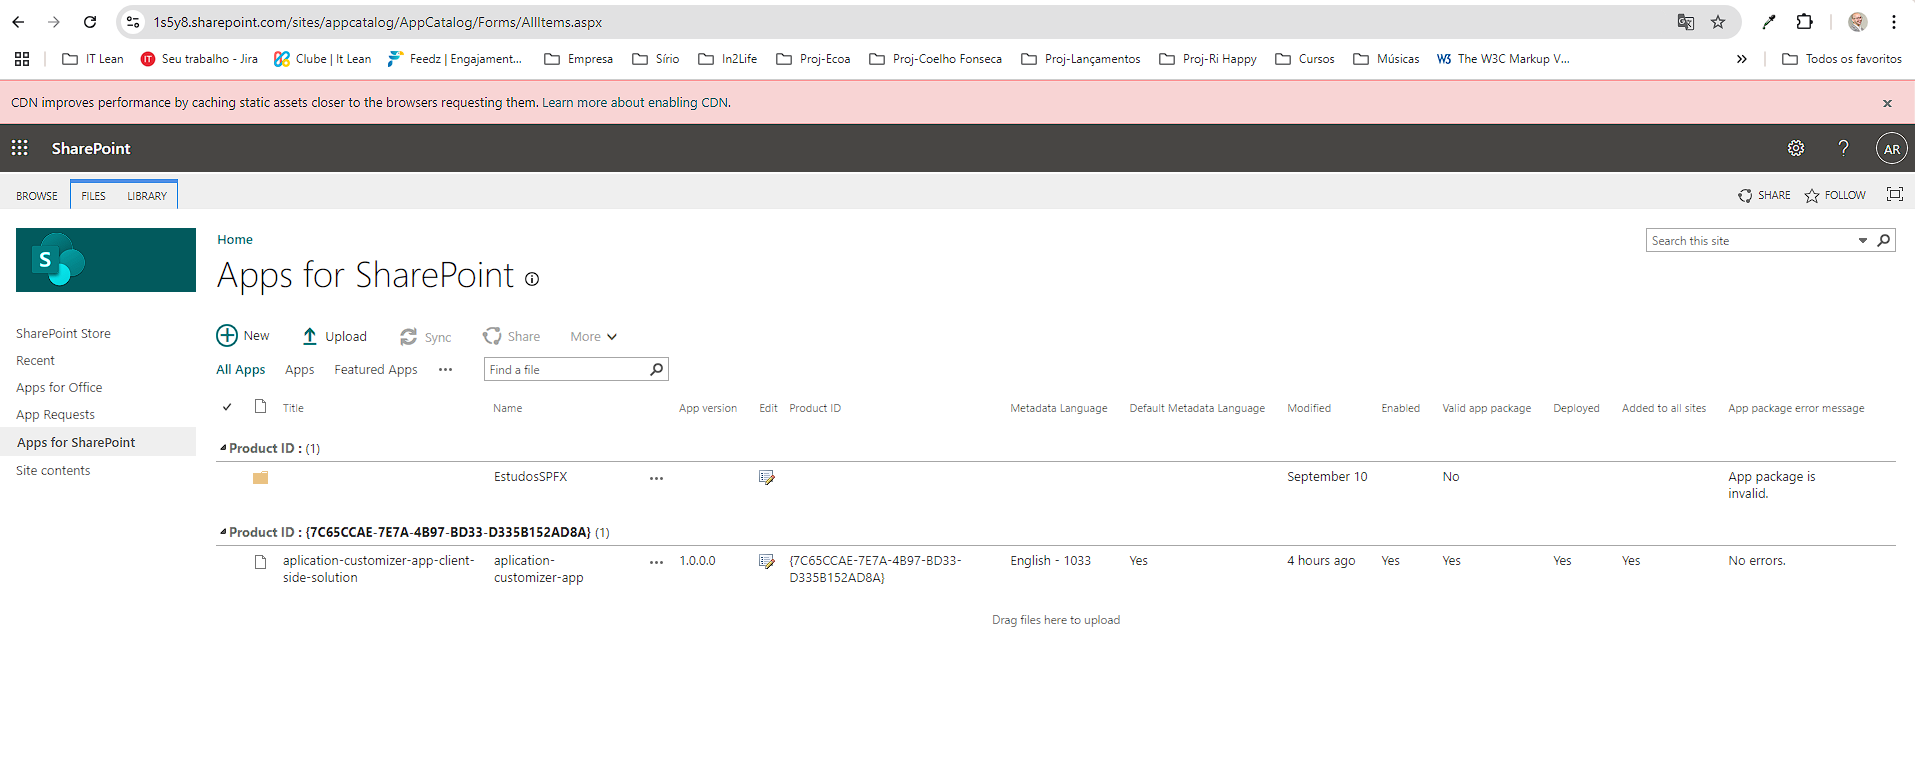 1s5y8.sharepoint.com/sites/appcatalog/AppCatalog/Forms/AllItems.aspx
IT Lean
IT Seu trabalho - Jira
Clube | It Lean
Feedz | Engajament...
Empresa
Sírio
In2Life
Proj-Ecoa
Proj-Coelho Fonseca
Proj-Lançamentos
Proj-Ri Happy
Cursos
Músicas
W3 The W3C Markup V...
»
Todos os favoritos
CDN improves performance by caching static assets closer to the browsers requesting them. Learn more about enabling CDN.
SharePoint
?
AR
BROWSE
FILES
LIBRARY
SHARE
FOLLOW
S
Home
Search this site
Apps for SharePoint
SharePoint Store
Recent
Apps for Office
App Requests
Apps for SharePoint
Site contents
New
Upload
Sync
Share
More
All Apps
Apps
Featured Apps
...
Find a file
Title
Name
App version
Edit
Product ID
Metadata Language
Default Metadata Language
Modified
Enabled
Valid app package
Deployed
Added to all sites
App package error message
Product ID : (1)
EstudosSPFX
...
September 10
No
App package is
invalid.
Product ID : {7C65CCAE-7E7A-4B97-BD33-D335B152AD8A} (1)
aplication-customizer-app-client-
side-solution
aplication-
customizer-app
...
1.0.0.0
{7C65CCAE-7E7A-4B97-BD33-
D335B152AD8A}
English - 1033
Yes
4 hours ago
Yes
Yes
Yes
Yes
No errors.
Drag files here to upload